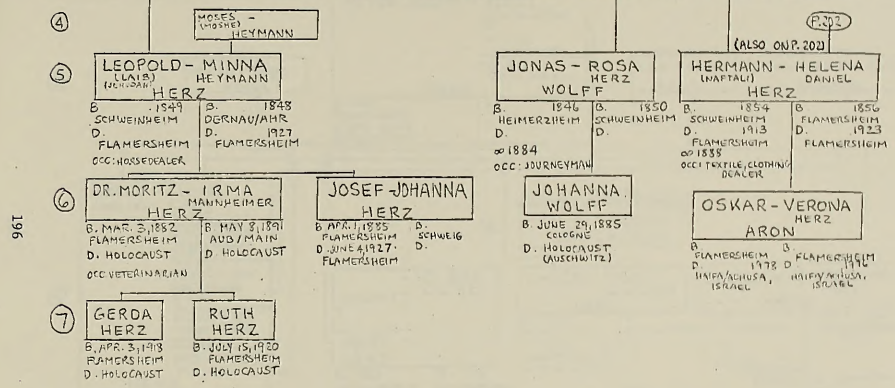 ④
MOSES -
(MOSHE)
HEYMANN
P.202
(ALSO ON P. 202)
⑤
LEOPOLD - MINNA
(LAIB) HEYMANN
HERZ
B. 1849
SCHWEINHEIM
D.
FLAMERSHEIM
OCC: HORSEDEALER
B. 1848
DERNAU/AHR
D. 1927
FLAMERSHEIM
JONAS - ROSA
HERZ
WOLFF
B. 1846
HEIMERZHEIM
D.
∞ 1884
OCC: JOURNEYMAN
B. 1850
SCHWEINHEIM
D.
HERMANN - HELENA
(NAFTALI) DANIEL
HERZ
B. 1854
SCHWEINHEIM
D. 1913
FLAMERSHEIM
∞ 1888
OCC: TEXTILE, CLOTHING
DEALER
B. 1856
FLAMERSHEIM
D. 1923
FLAMERSHEIM
⑥
DR. MORITZ - IRMA
MANNHEIMER
HERZ
B. MAR. 3, 1882
FLAMERSHEIM
D. HOLOCAUST
OCC VETERINARIAN
B. MAY 8, 1891
AUB/MAIN
D. HOLOCAUST
JOSEF - JOHANNA
HERZ
B APR. 1, 1885
FLAMERSHEIM
D. JUNE 4, 1927.
FLAMERSHEIM
B.
SCHWEIG
D.
JOHANNA
WOLFF
B. JUNE 29, 1885
COLOGNE
D. HOLOCAUST
(AUSCHWITZ)
OSKAR - VERONA
HERZ
ARON
B.
FLAMERSHEIM
D 1978
HAIFA/ACHUSA,
ISRAEL
B.
FLAMERSHEIM
D. 1996
HAIFA/ACHUSA,
ISRAEL
⑦
GERDA
HERZ
B. APR. 3, 1918
FLAMERSHEIM
D. HOLOCAUST
RUTH
HERZ
B. JULY 15, 1920
FLAMERSHEIM
D. HOLOCAUST
196